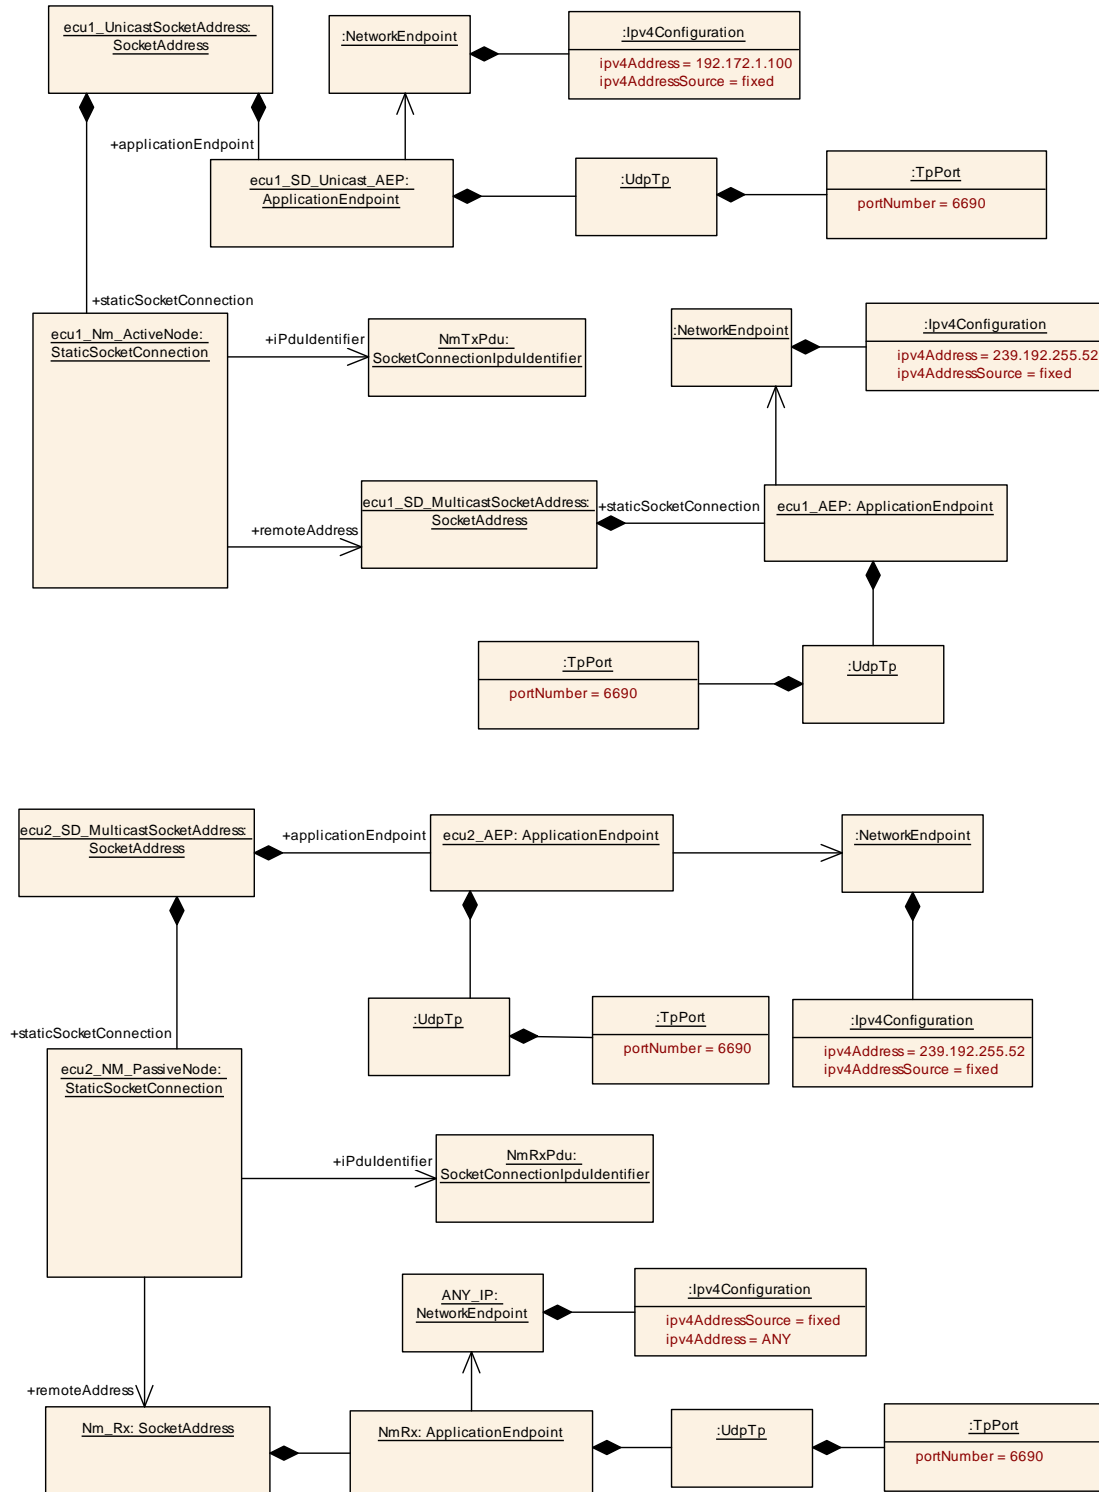 ecu1_UnicastSocketAddress:
SocketAddress
:NetworkEndpoint
:Ipv4Configuration
ipv4Address = 192.172.1.100
ipv4AddressSource = fixed
+applicationEndpoint
ecu1_SD_Unicast_AEP:
ApplicationEndpoint
:UdpTp
:TpPort
portNumber = 6690
+staticSocketConnection
ecu1_Nm_ActiveNode:
StaticSocketConnection
+iPduIdentifier
NmTxPdu:
SocketConnectionIpduIdentifier
:NetworkEndpoint
:Ipv4Configuration
ipv4Address = 239.192.255.52
ipv4AddressSource = fixed
+remoteAddress
ecu1_SD_MulticastSocketAddress:
SocketAddress
+staticSocketConnection
ecu1_AEP: ApplicationEndpoint
:TpPort
portNumber = 6690
:UdpTp
ecu2_SD_MulticastSocketAddress:
SocketAddress
+applicationEndpoint
ecu2_AEP: ApplicationEndpoint
:NetworkEndpoint
:UdpTp
:TpPort
portNumber = 6690
:Ipv4Configuration
ipv4Address = 239.192.255.52
ipv4AddressSource = fixed
+staticSocketConnection
ecu2_NM_PassiveNode:
StaticSocketConnection
+iPduIdentifier
NmRxPdu:
SocketConnectionIpduIdentifier
ANY_IP:
NetworkEndpoint
:Ipv4Configuration
ipv4AddressSource = fixed
ipv4Address = ANY
+remoteAddress
Nm_Rx: SocketAddress
NmRx: ApplicationEndpoint
:UdpTp
:TpPort
portNumber = 6690